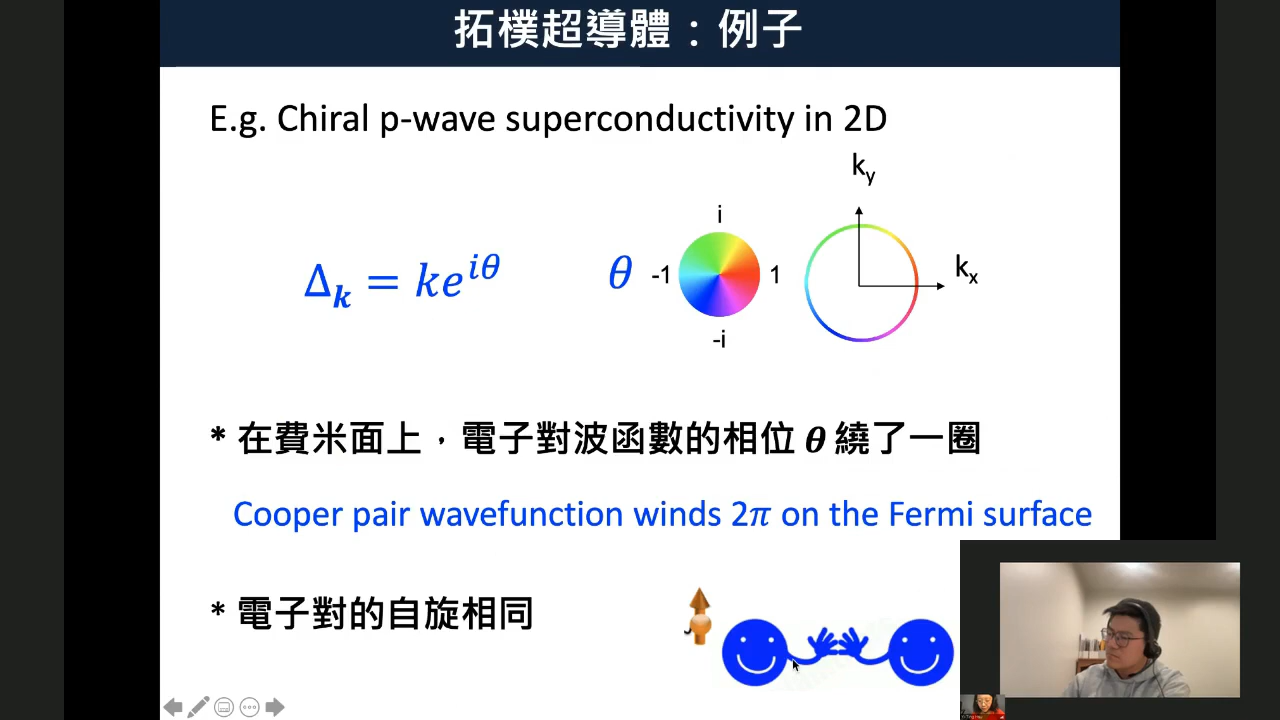 拓樸超導體：例子
E.g. Chiral p-wave superconductivity in 2D
k_y
i
Δ_k = ke^{iθ}
θ
-1
1
k_x
-i
* 在費米面上，電子對波函數的相位 θ 繞了一圈
Cooper pair wavefunction winds 2π on the Fermi surface
* 電子對的自旋相同